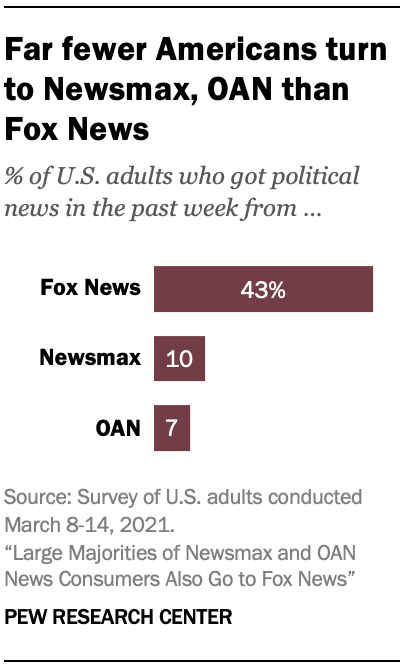 Far fewer Americans turn
to Newsmax, OAN than
Fox News
% of U.S. adults who got political
news in the past week from ...
Fox News 43%
Newsmax 10
OAN 7
Source: Survey of U.S. adults conducted
March 8-14, 2021.
“Large Majorities of Newsmax and OAN
News Consumers Also Go to Fox News”
PEW RESEARCH CENTER